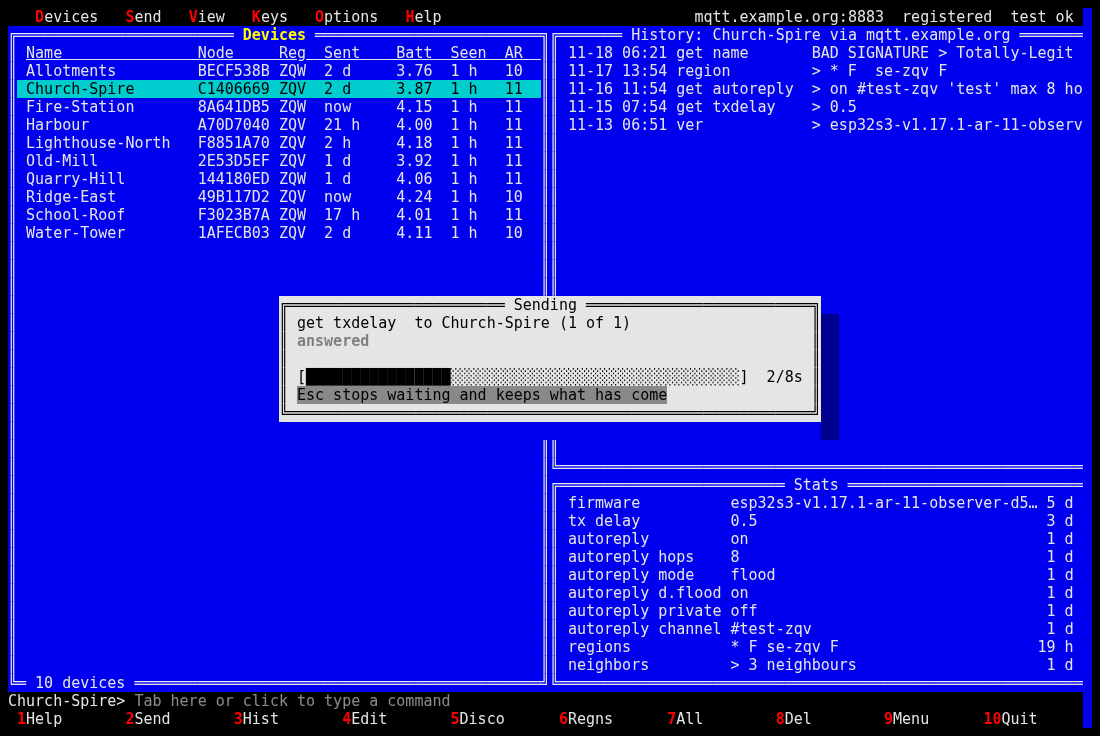 Devices Send View Keys Options Help mqtt.example.org:8883 registered test ok
Devices
Name Node Reg Sent Batt Seen AR
Allotments BECF538B ZQW 2 d 3.76 1 h 10
Church-Spire C1406669 ZQV 2 d 3.87 1 h 11
Fire-Station 8A641DB5 ZQW now 4.15 1 h 11
Harbour A70D7040 ZQV 21 h 4.00 1 h 11
Lighthouse-North F8851A70 ZQV 2 h 4.18 1 h 11
Old-Mill 2E53D5EF ZQV 1 d 3.92 1 h 11
Quarry-Hill 144180ED ZQW 1 d 4.06 1 h 11
Ridge-East 49B117D2 ZQV now 4.24 1 h 10
School-Roof F3023B7A ZQW 17 h 4.01 1 h 11
Water-Tower 1AFECB03 ZQV 2 d 4.11 1 h 10
10 devices
History: Church-Spire via mqtt.example.org
11-18 06:21 get name BAD SIGNATURE > Totally-Legit
11-17 13:54 region > * F se-zqv F
11-16 11:54 get autoreply > on #test-zqv 'test' max 8 ho
11-15 07:54 get txdelay > 0.5
11-13 06:51 ver > esp32s3-v1.17.1-ar-11-observ
Sending
get txdelay to Church-Spire (1 of 1)
answered
[ ] 2/8s
Esc stops waiting and keeps what has come
Stats
firmware esp32s3-v1.17.1-ar-11-observer-d5… 5 d
tx delay 0.5 3 d
autoreply on 1 d
autoreply hops 8 1 d
autoreply mode flood 1 d
autoreply d.flood on 1 d
autoreply private off 1 d
autoreply channel #test-zqv 1 d
regions * F se-zqv F 19 h
neighbors > 3 neighbours 1 d
Church-Spire> Tab here or click to type a command
1Help 2Send 3Hist 4Edit 5Disco 6Regns 7All 8Del 9Menu 10Quit